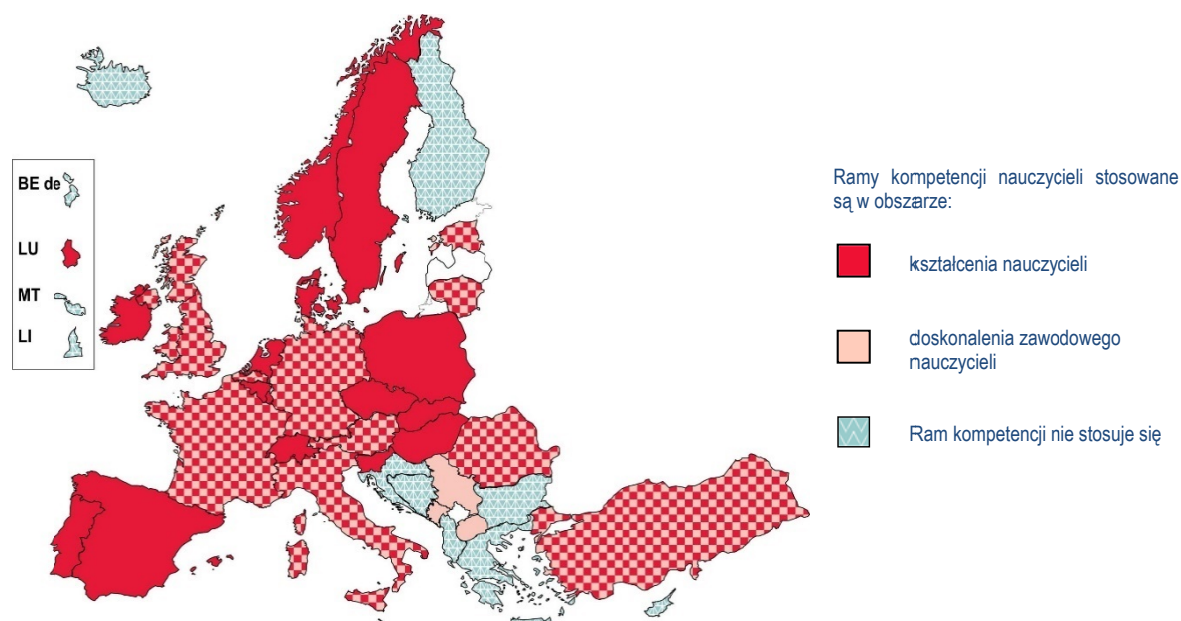 BE de
LU
MT
LI
Ramy kompetencji nauczycieli stosowane
są w obszarze:
kształcenia nauczycieli
doskonalenia zawodowego
nauczycieli
Ram kompetencji nie stosuje się